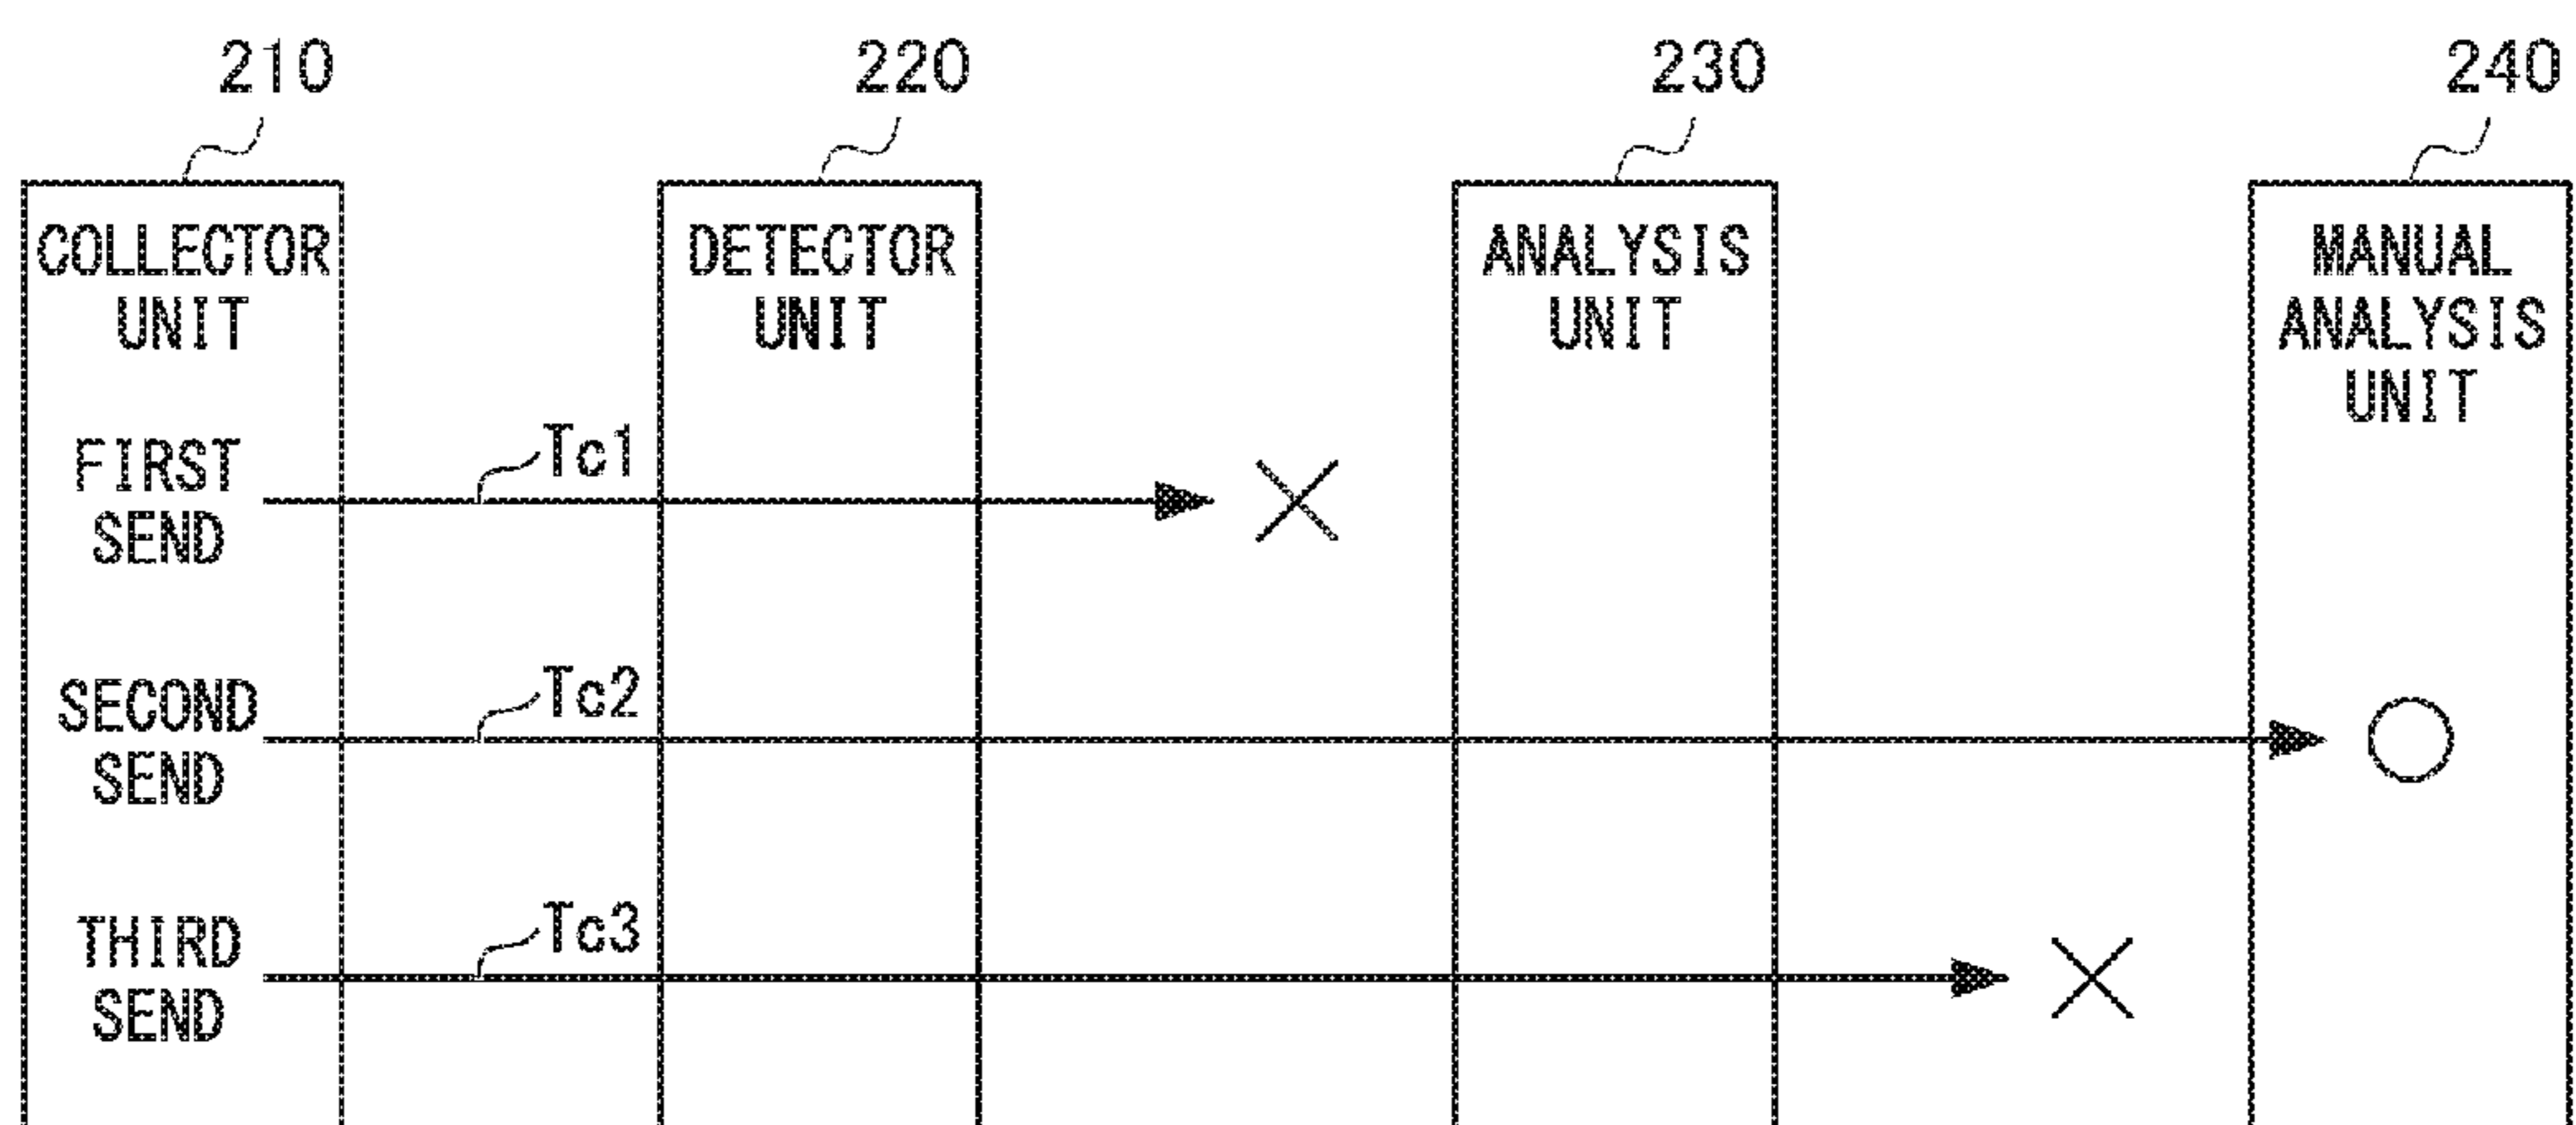 210
220
230
240
COLLECTOR
UNIT
DETECTOR
UNIT
ANALYSIS
UNIT
MANUAL
ANALYSIS
UNIT
FIRST
SEND
Tc1
SECOND
SEND
Tc2
THIRD
SEND
Tc3